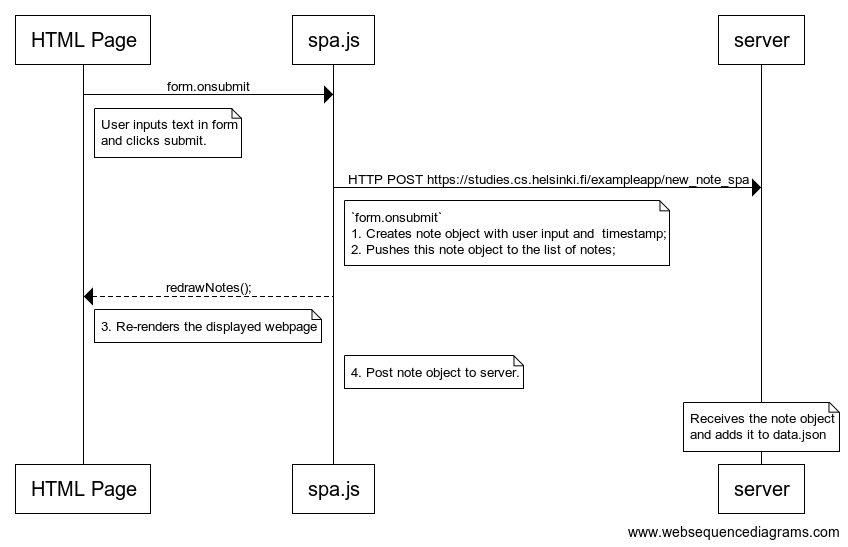 HTML Page
spa.js
server
form.onsubmit
User inputs text in form
and clicks submit.
HTTP POST https://studies.cs.helsinki.fi/exampleapp/new_note_spa
`form.onsubmit`
1. Creates note object with user input and  timestamp;
2. Pushes this note object to the list of notes;
redrawNotes();
3. Re-renders the displayed webpage
4. Post note object to server.
Receives the note object
and adds it to data.json
HTML Page
spa.js
server
www.websequencediagrams.com